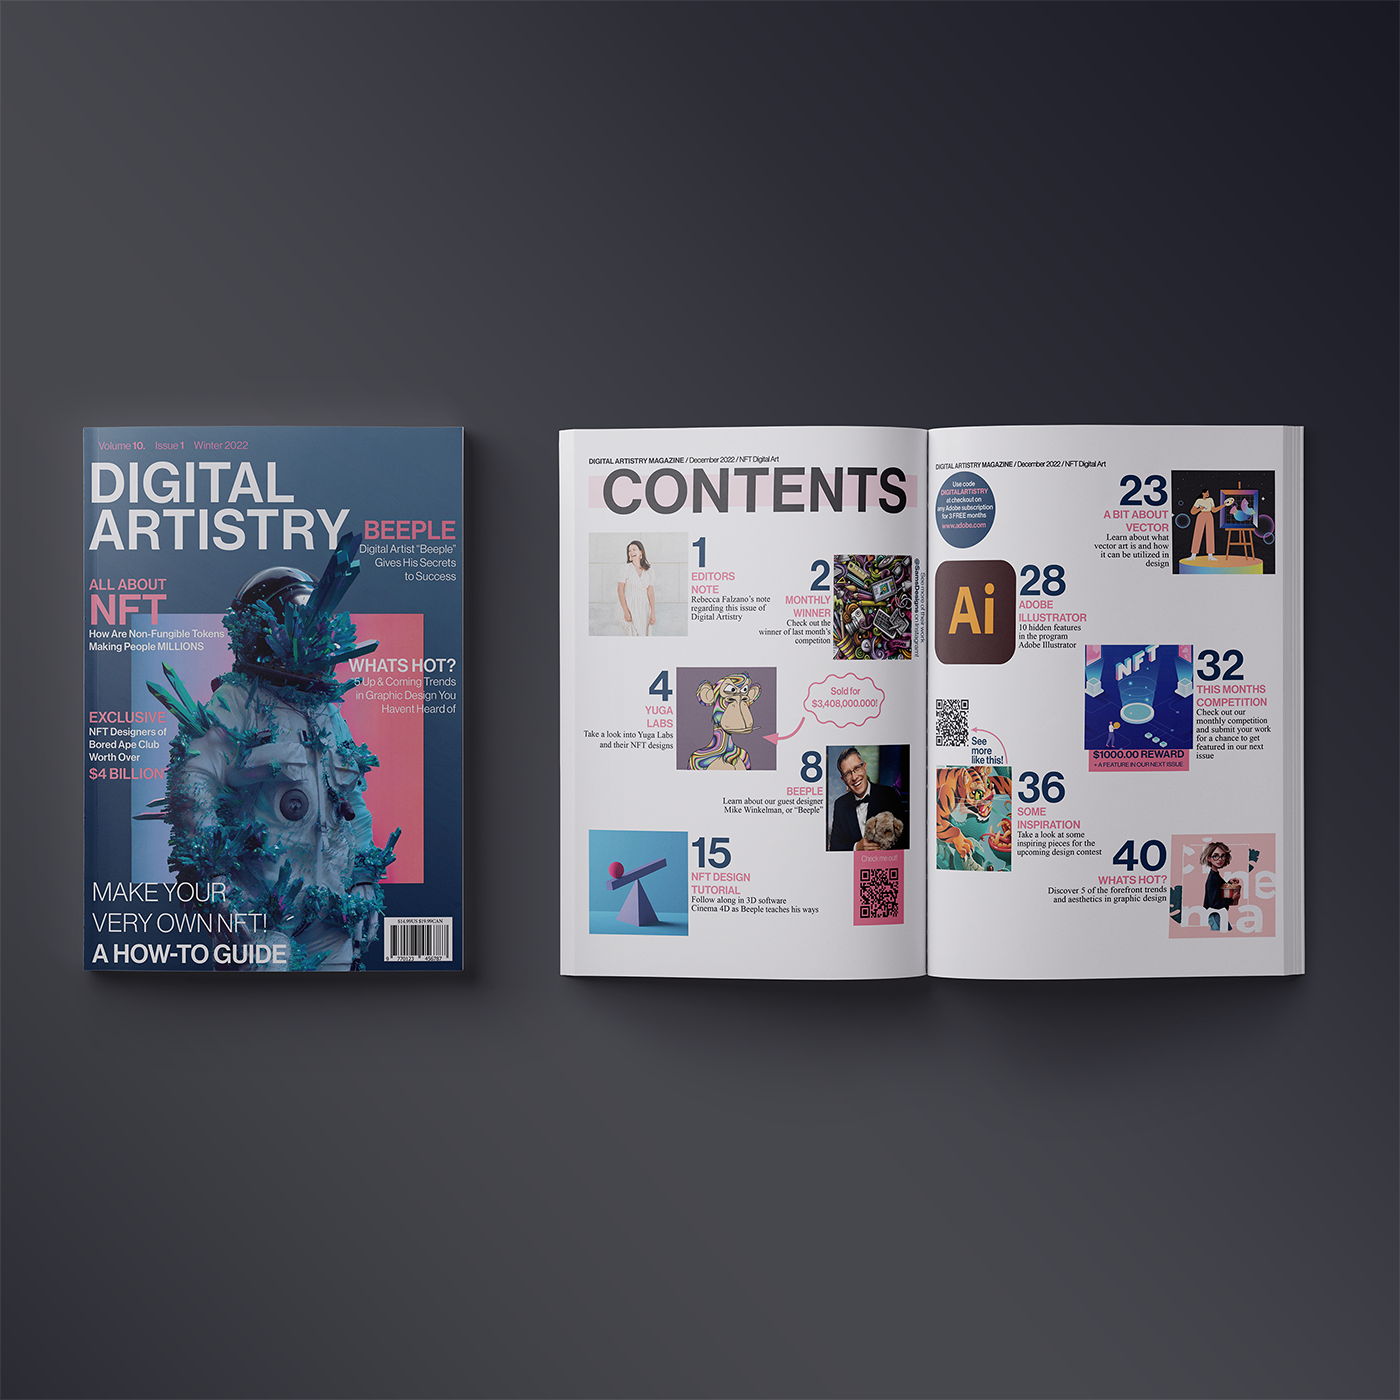 Volume 10. Issue 1 Winter 2022
DIGITAL
ARTISTRY
BEEPLE
Digital Artist "Beeple"
Gives His Secrets
to Success
ALL ABOUT
NFT
How Are Non-Fungible Tokens
Making People MILLIONS
WHATS HOT?
5 Up & Coming Trends
in Graphic Design You
Havent Heard of
EXCLUSIVE
NFT Designers of
Bored Ape Club
Worth Over
$4 BILLION
MAKE YOUR
VERY OWN NFT!
A HOW-TO GUIDE
$14.99US $19.99CAN
DIGITAL ARTISTRY MAGAZINE / December 2022 / NFT Digital Art
CONTENTS
1
EDITORS
NOTE
Rebecca Falzano's note
regarding this issue of
Digital Artistry
2
MONTHLY
WINNER
Check out the
winner of last month's
competiton
See more of their work
@SamsDesigns on Instagram!
4
YUGA
LABS
Take a look into Yuga Labs
and their NFT designs
Sold for
$3,408,000.000!
8
BEEPLE
Learn about our guest designer
Mike Winkelman, or "Beeple"
Check me out!
15
NFT DESIGN
TUTORIAL
Follow along in 3D software
Cinema 4D as Beeple teaches his ways
DIGITAL ARTISTRY MAGAZINE / December 2022 / NFT Digital Art
Use code
DIGITALARTISTRY
at checkout on
any Adobe subscription
for 3 FREE months
www.adobe.com
23
A BIT ABOUT
VECTOR
Learn about what
vector art is and how
it can be utilized in
design
Ai
28
ADOBE
ILLUSTRATOR
10 hidden features
in the program
Adobe Illustrator
NFT
$1000.00 REWARD
+ A FEATURE IN OUR NEXT ISSUE
32
THIS MONTHS
COMPETITION
Check out our
monthly competition
and submit your work
for a chance to get
featured in our next
issue
See
more
like this!
36
SOME
INSPIRATION
Take a look at some
inspiring pieces for the
upcoming design contest
40
WHATS HOT?
Discover 5 of the forefront trends
and aesthetics in graphic design
cine
ma